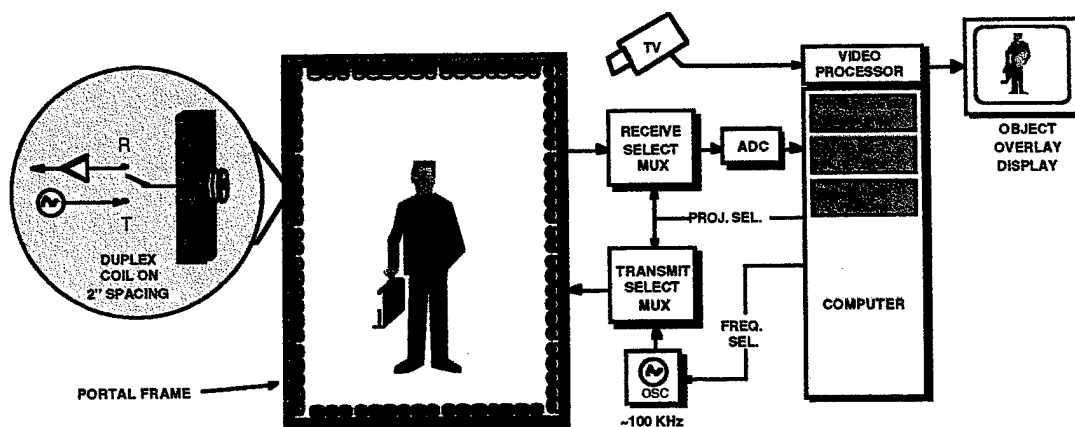 TV
VIDEO
PROCESSOR
OBJECT
OVERLAY
DISPLAY
RECEIVE
SELECT
MUX
ADC
R
T
DUPLEX
COIL ON
2" SPACING
PROJ. SEL.
TRANSMIT
SELECT
MUX
COMPUTER
FREQ.
SEL.
OSC
~100 KHz
PORTAL FRAME